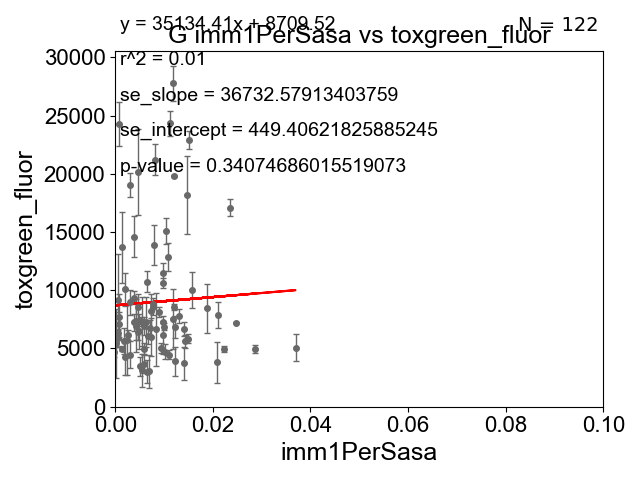 y = 35134.41x + 8709.52
N = 122
G imm1PerSasa vs toxgreen_fluor
r^2 = 0.01
se_slope = 36732.57913403759
se_intercept = 449.40621825885245
p-value = 0.34074686015519073
toxgreen_fluor
30000
25000
20000
15000
10000
5000
0
0.00 0.02 0.04 0.06 0.08 0.10
imm1PerSasa